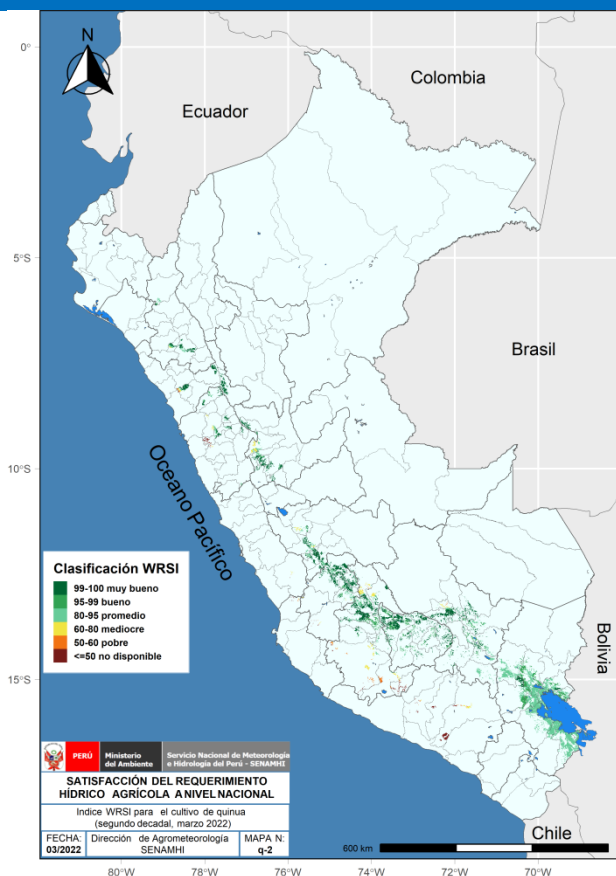 N
0°
Colombia
Ecuador
5°S
Brasil
10°S
Oceano Pacífico
Clasificación WRSI
99-100 muy bueno
95-99 bueno
80-95 promedio
60-80 mediocre
50-60 pobre
<=50 no disponible
Bolivia
15°S
PERÚ
Ministerio
del Ambiente
Servicio Nacional de Meteorología
e Hidrología del Perú - SENAMHI
SATISFACCIÓN DEL REQUERIMIENTO
HÍDRICO AGRÍCOLA A NIVEL NACIONAL
Indice WRSI para el cultivo de quinua
(segundo decadal, marzo 2022)
FECHA:
03/2022
Dirección de Agrometeorología
SENAMHI
MAPA N:
q-2
Chile
600 km
80°W
78°W
76°W
74°W
72°W
70°W